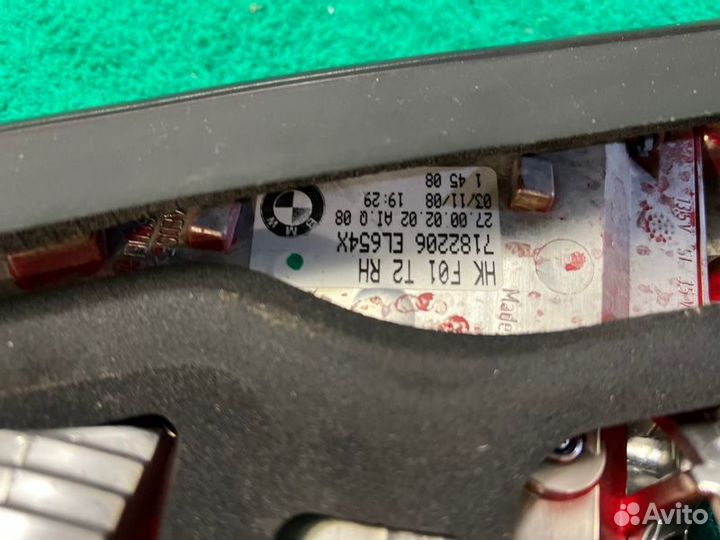 HK F01 T2 RH
7182206 EL654X
27.00.02.02 AI.Q 08
03/11/08 19:29
1 45 08
BMW
Made
Avito